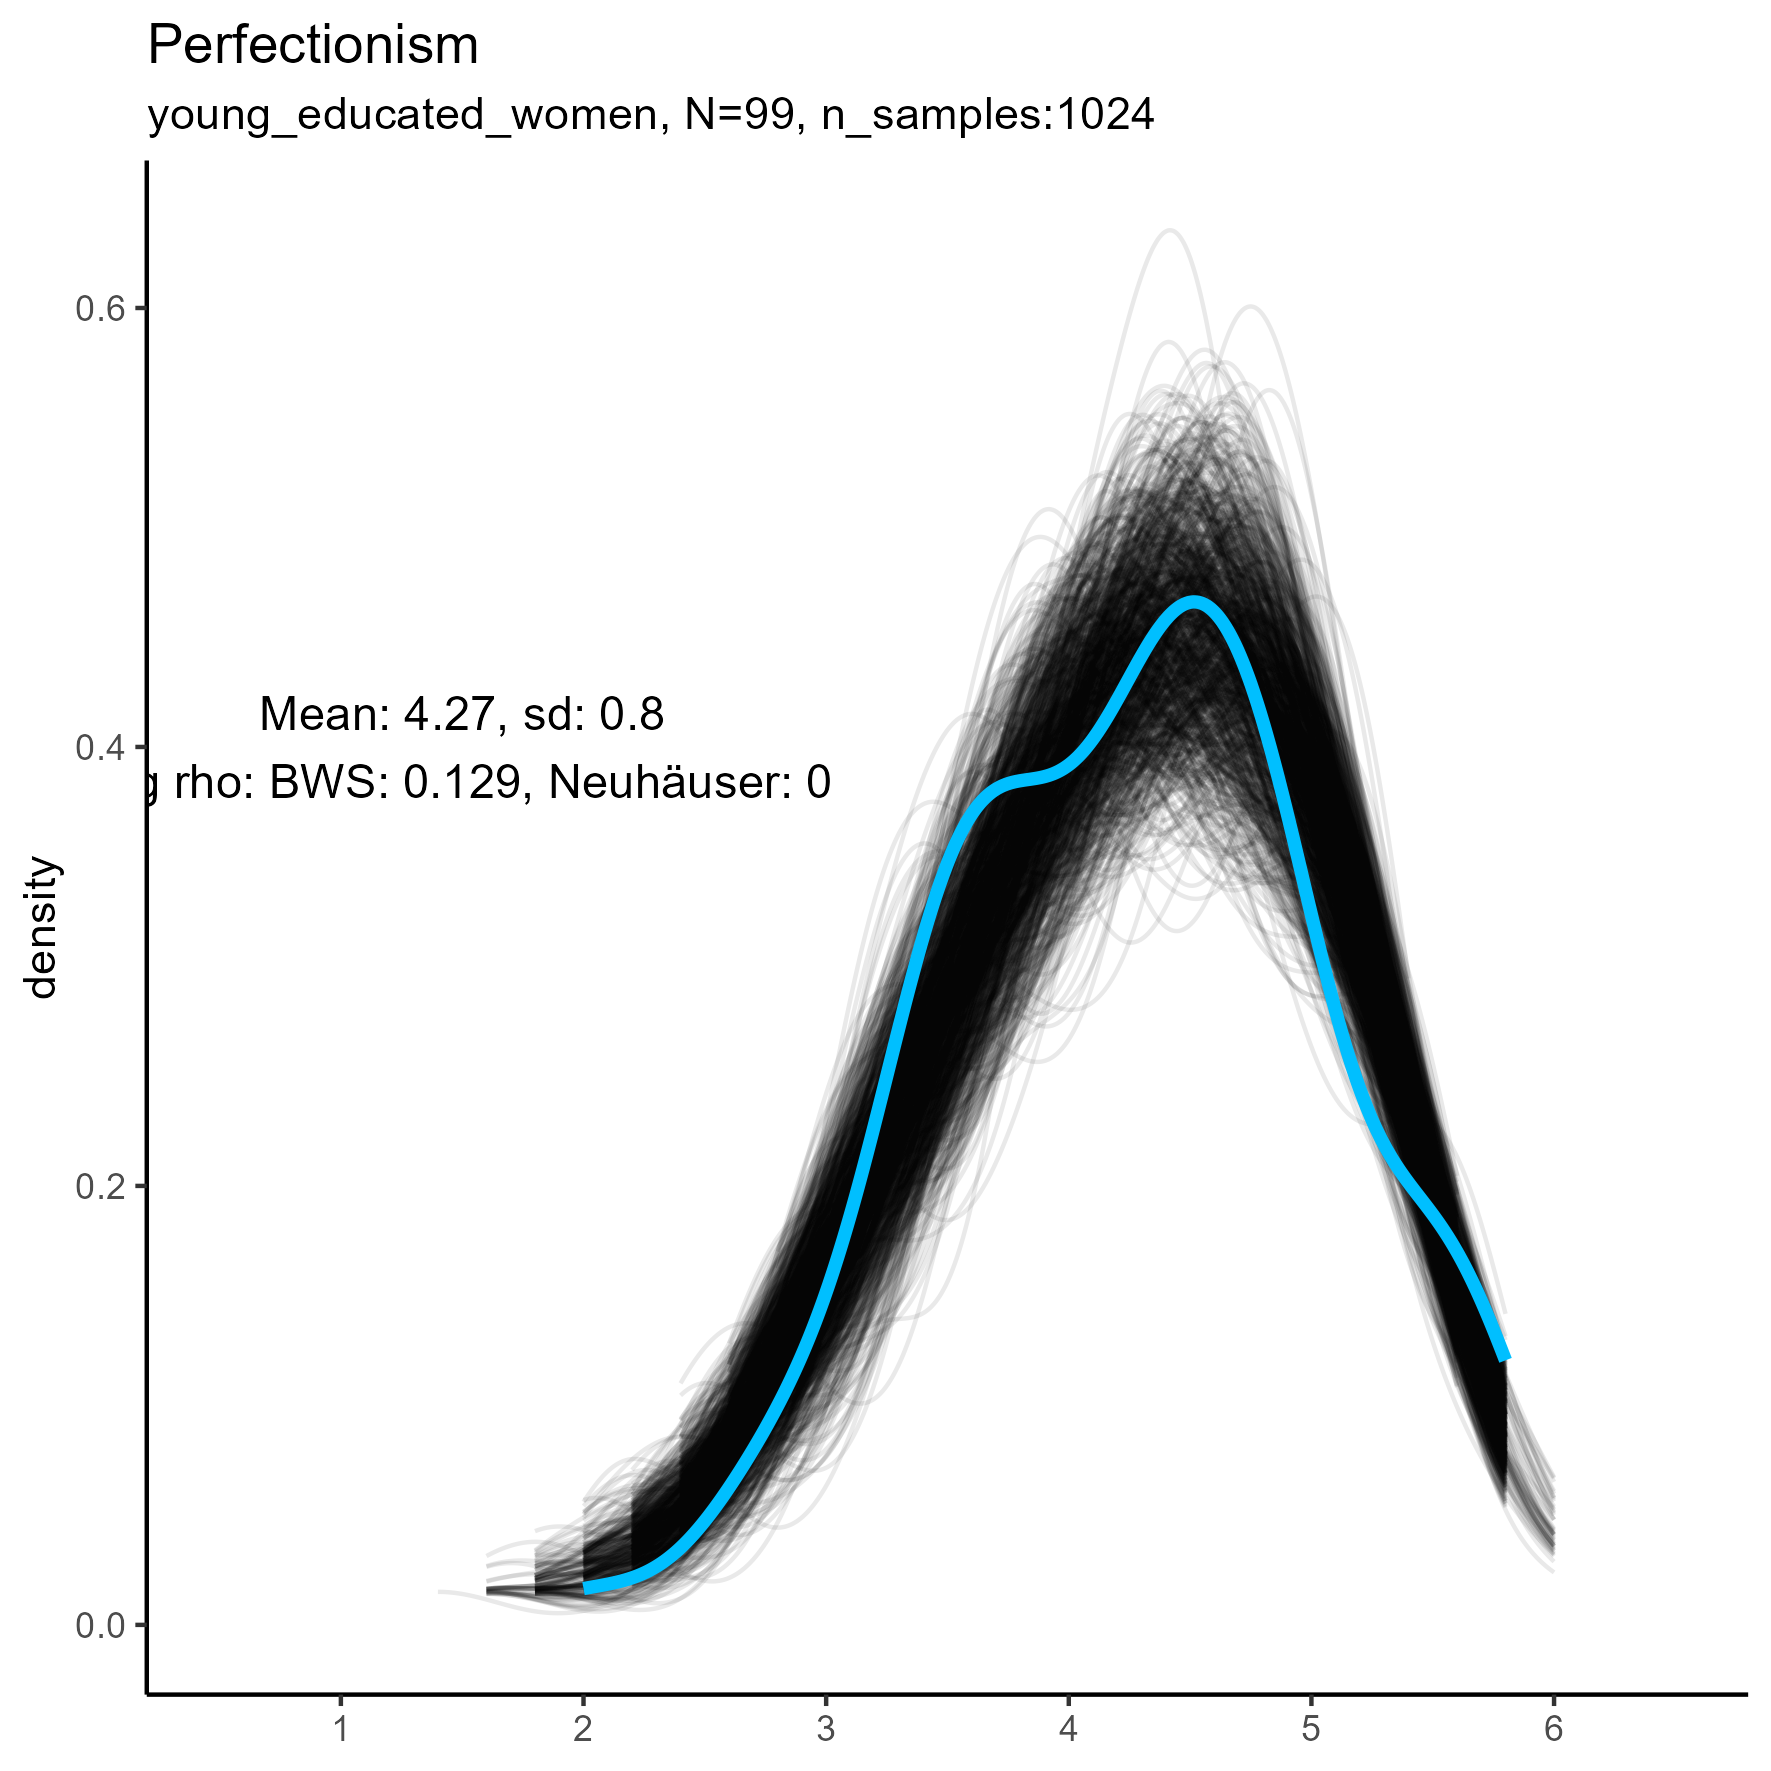 Perfectionism
young_educated_women, N=99, n_samples:1024
0.6
Mean: 4.27, sd: 0.8
0.4
g rho: BWS: 0.129, Neuhäuser: 0
density
0.2
0.0
1 2 3 4 5 6